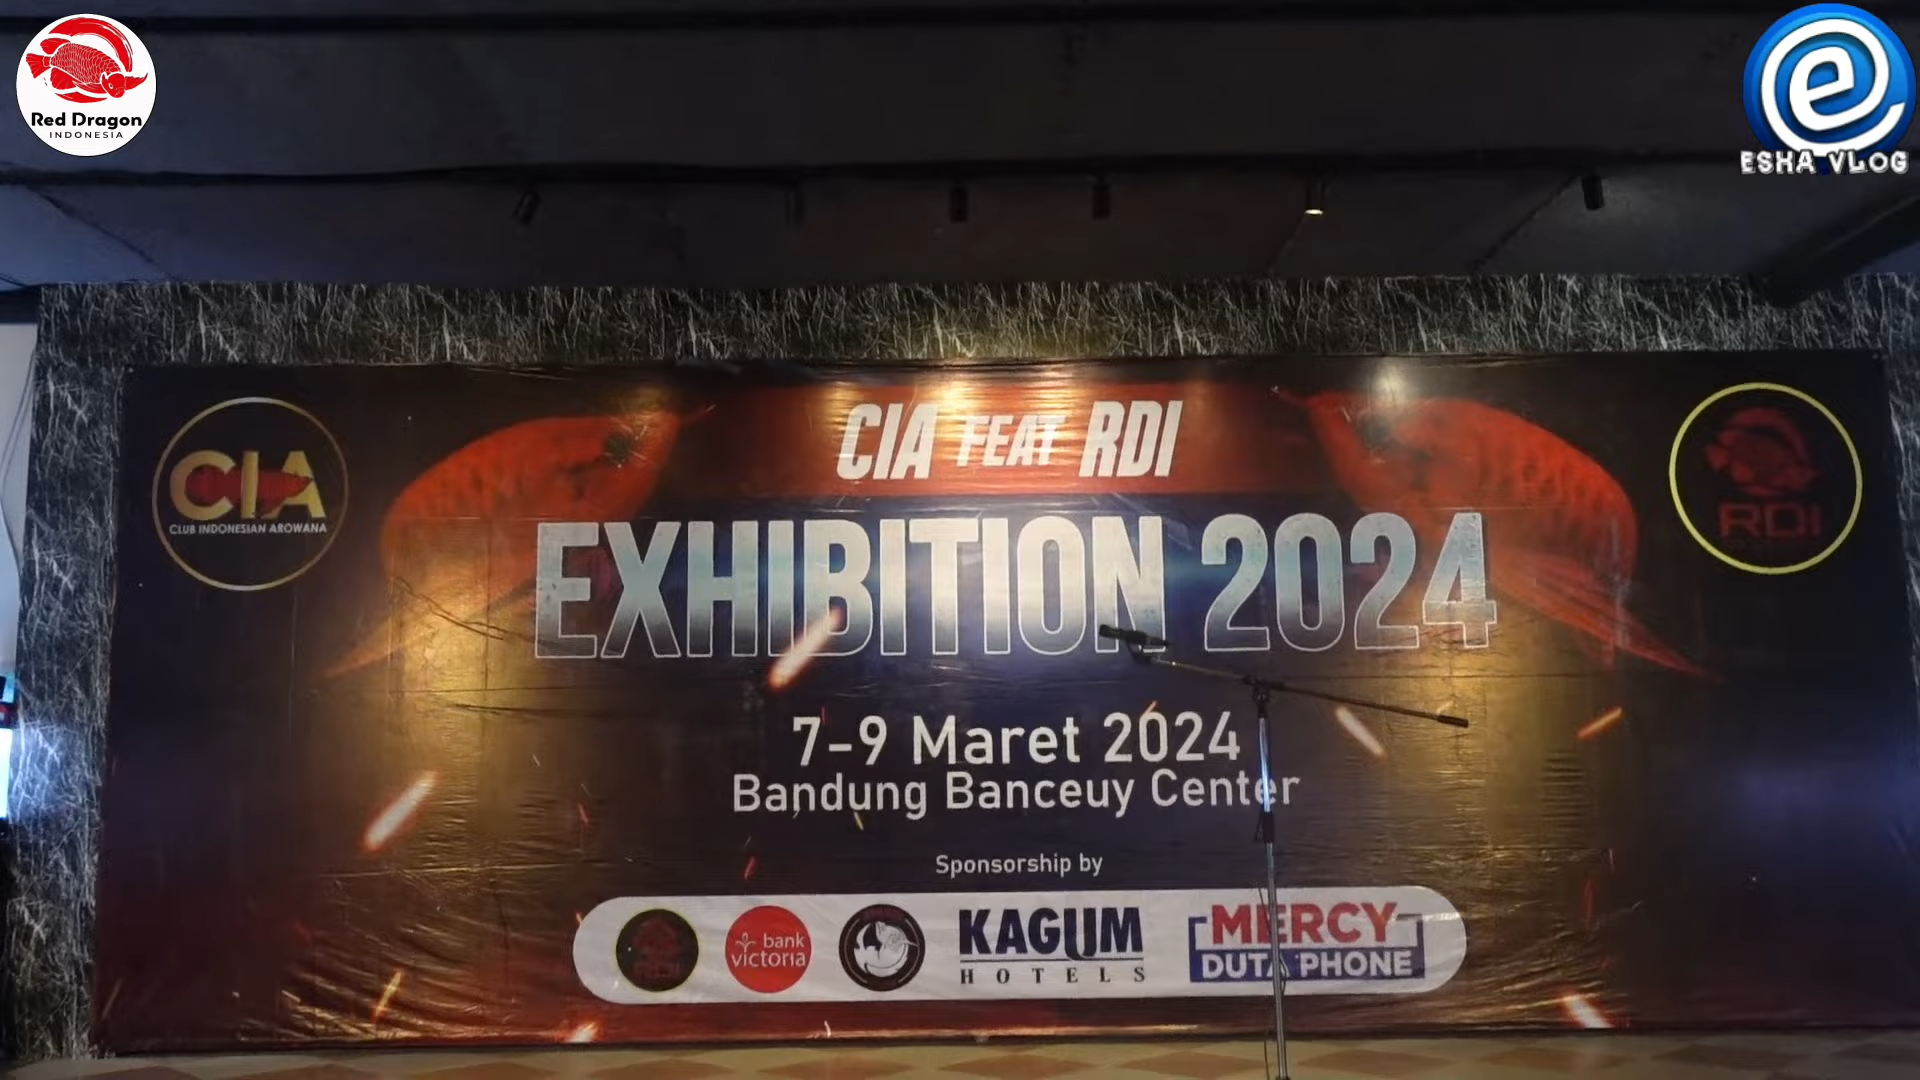 Red Dragon
INDONESIA
ESHA VLOG
CIA FEAT RDI
CIA
CLUB INDONESIAN AROWANA
RDI
EXHIBITION 2024
7-9 Maret 2024
Bandung Banceuy Center
Sponsorship by
RDI
bank
victoria
KAGUM
HOTELS
MERCY
DUTA PHONE